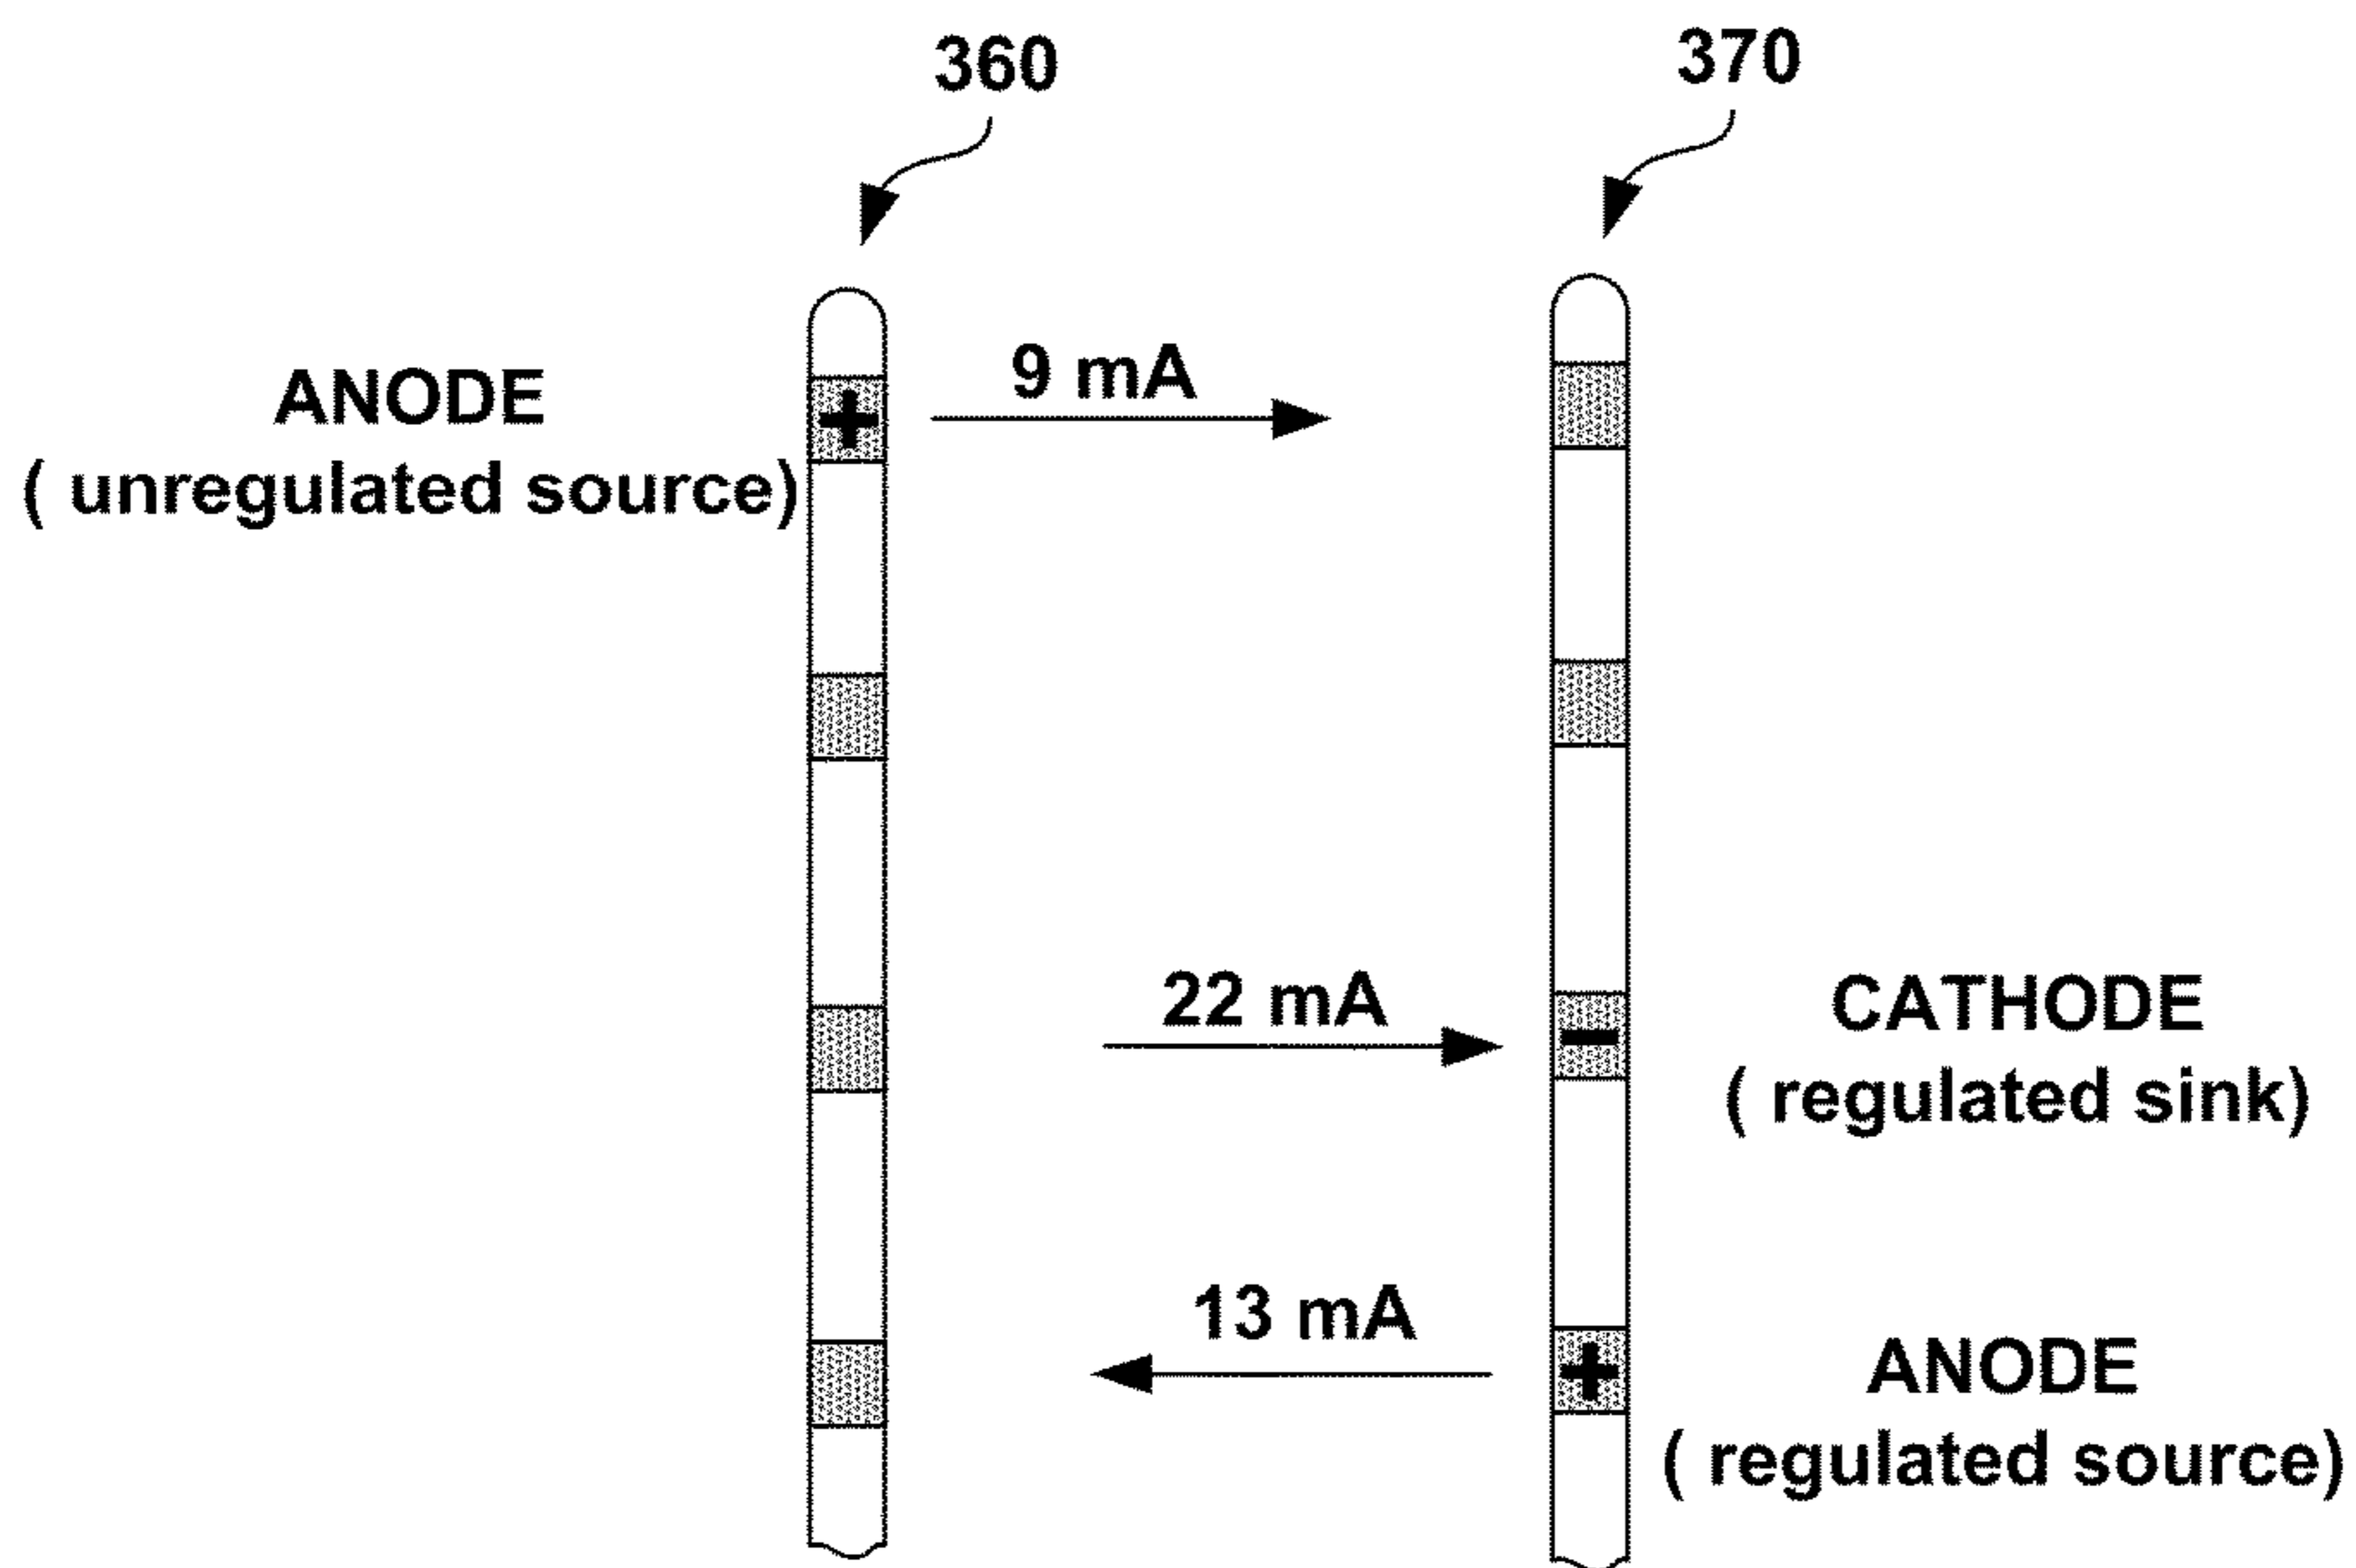 360
370
ANODE
( unregulated source)
9 mA
22 mA
CATHODE
( regulated sink)
13 mA
ANODE
( regulated source)